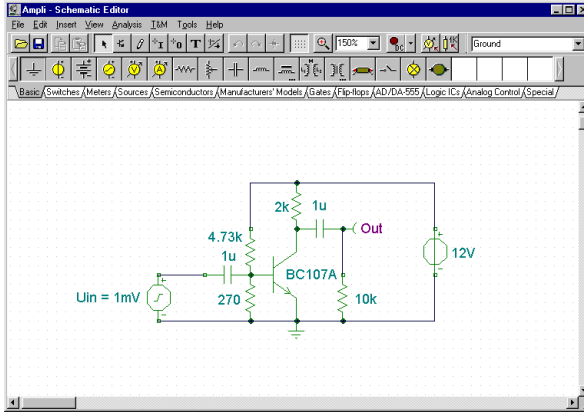 Ampli - Schematic Editor
File Edit Insert View Analysis T&M Tools Help
150% DC Ground
Basic Switches Meters Sources Semiconductors Manufacturers' Models Gates Flip-flops AD/DA-555 Logic ICs Analog Control Special
2k 1u
Out
4.73k
1u
12V
BC107A
Uin = 1mV 270 10k